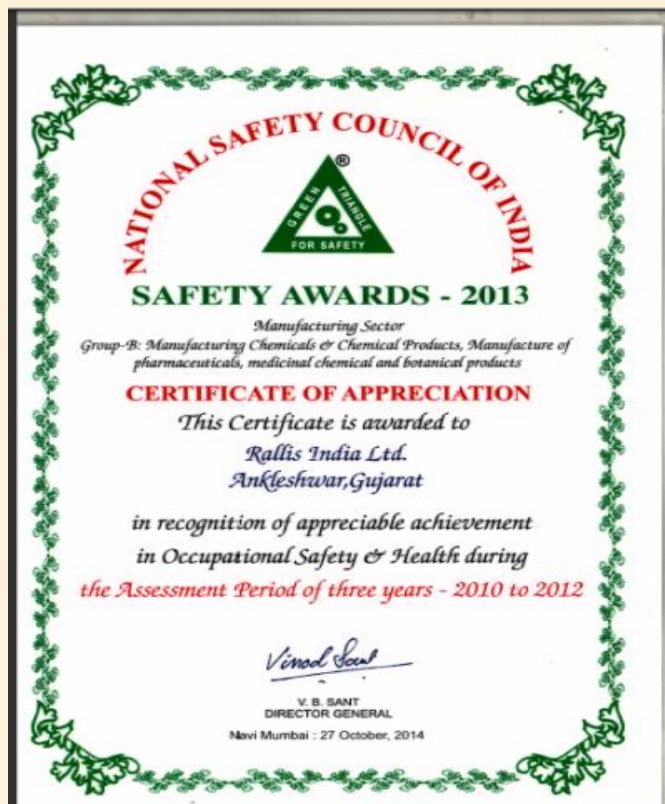 NATIONAL SAFETY COUNCIL OF INDIA
®
GREEN TRIANGLE
FOR SAFETY
SAFETY AWARDS - 2013
Manufacturing Sector
Group-B: Manufacturing Chemicals & Chemical Products, Manufacture of
pharmaceuticals, medicinal chemical and botanical products
CERTIFICATE OF APPRECIATION
This Certificate is awarded to
Rallis India Ltd.
Ankleshwar,Gujarat
in recognition of appreciable achievement
in Occupational Safety & Health during
the Assessment Period of three years - 2010 to 2012
Vinod Sant
V. B. SANT
DIRECTOR GENERAL
Navi Mumbai : 27 October, 2014